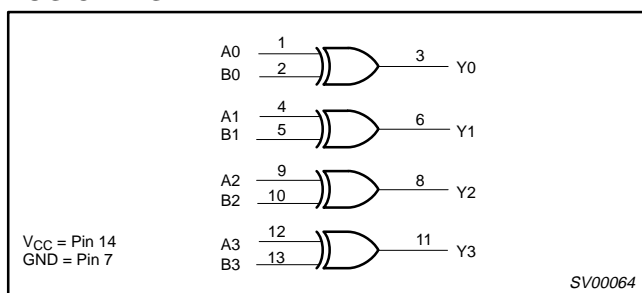 A0 1
B0 2
3 Y0
A1 4
B1 5
6 Y1
A2 9
B2 10
8 Y2
A3 12
B3 13
11 Y3
VCC = Pin 14
GND = Pin 7
SV00064